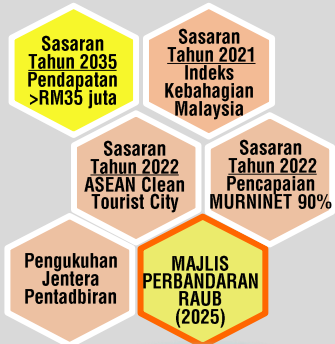 Sasaran
Tahun 2035
Pendapatan
>RM35 juta
Sasaran
Tahun 2021
Indeks
Kebahagian
Malaysia
Sasaran
Tahun 2022
ASEAN Clean
Tourist City
Sasaran
Tahun 2022
Pencapaian
MURNINET 90%
Pengukuhan
Jentera
Pentadbiran
MAJLIS
PERBANDARAN
RAUB
(2025)